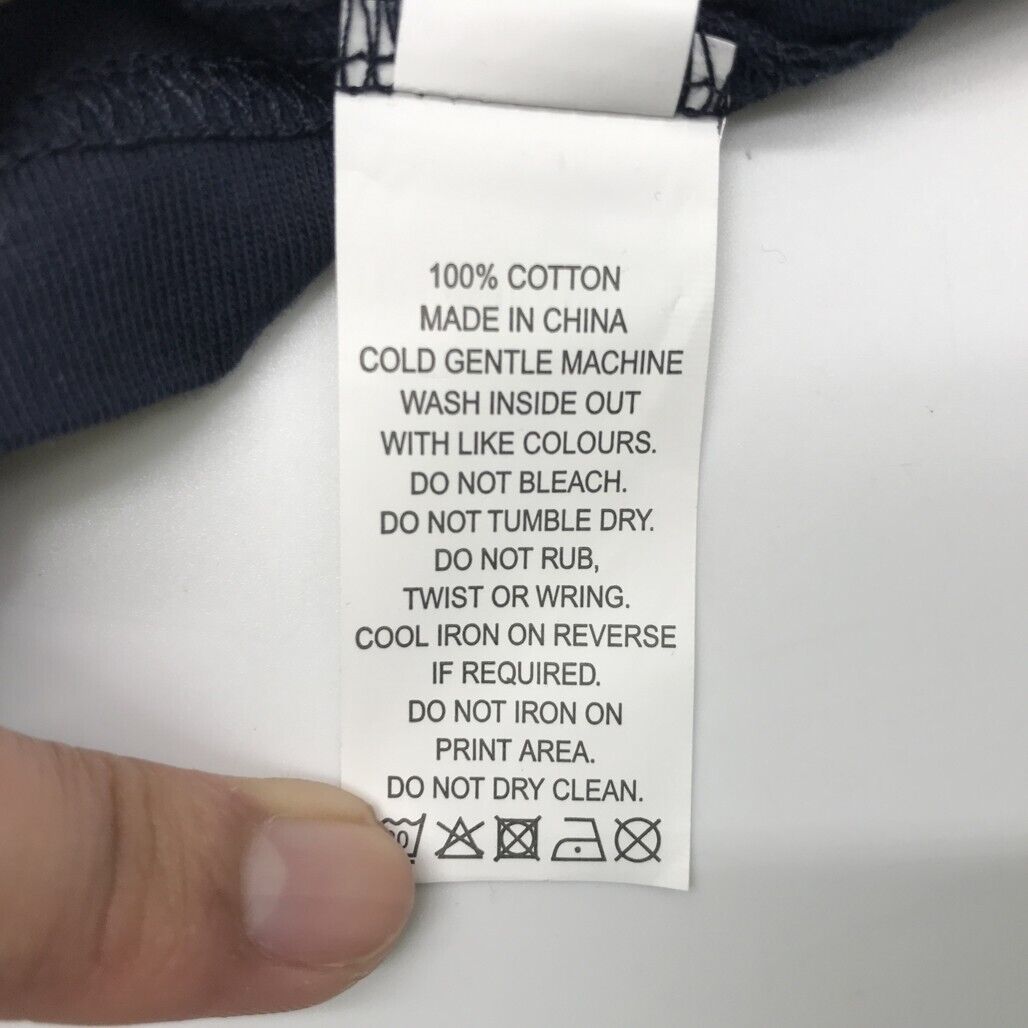 100% COTTON
MADE IN CHINA
COLD GENTLE MACHINE
WASH INSIDE OUT
WITH LIKE COLOURS.
DO NOT BLEACH.
DO NOT TUMBLE DRY.
DO NOT RUB,
TWIST OR WRING.
COOL IRON ON REVERSE
IF REQUIRED.
DO NOT IRON ON
PRINT AREA.
DO NOT DRY CLEAN.